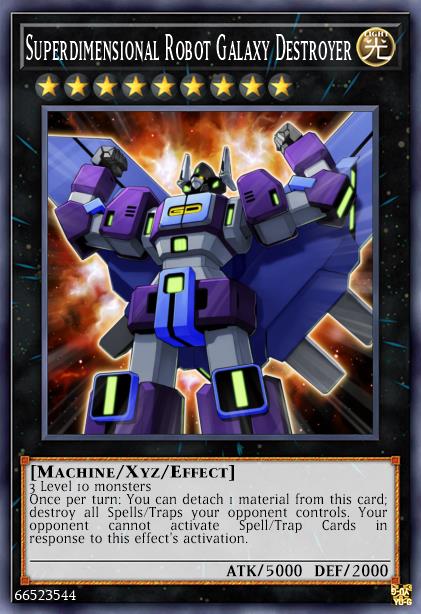 Superdimensional Robot Galaxy Destroyer
LIGHT
光
[Machine/Xyz/Effect]
3 Level 10 monsters
Once per turn: You can detach 1 material from this card;
destroy all Spells/Traps your opponent controls. Your
opponent cannot activate Spell/Trap Cards in
response to this effect's activation.
ATK/5000 DEF/2000
66523544